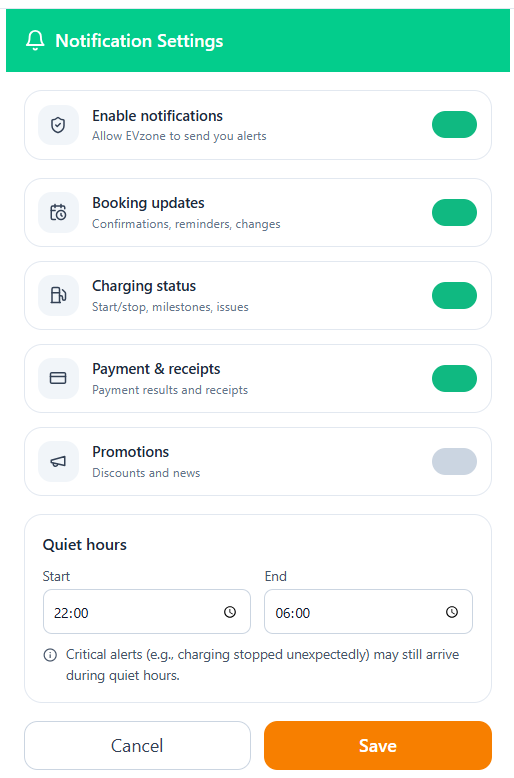 Notification Settings
Enable notifications
Allow EVzone to send you alerts
Booking updates
Confirmations, reminders, changes
Charging status
Start/stop, milestones, issues
Payment & receipts
Payment results and receipts
Promotions
Discounts and news
Quiet hours
Start
End
22:00
06:00
Critical alerts (e.g., charging stopped unexpectedly) may still arrive
during quiet hours.
Cancel
Save